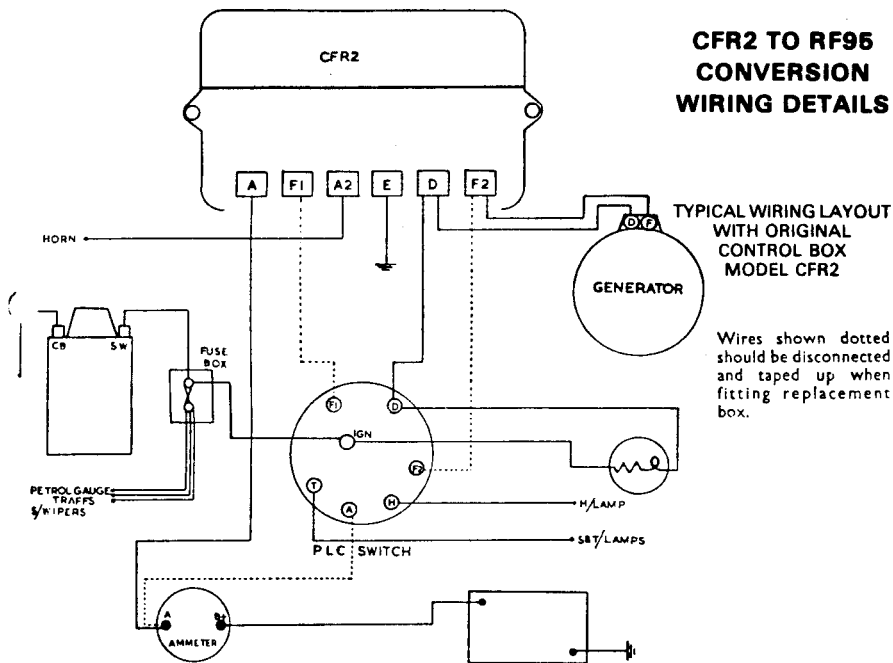 CFR2 TO RF95
CONVERSION
WIRING DETAILS
CFR2
A F1 A2 E D F2
HORN
TYPICAL WIRING LAYOUT
WITH ORIGINAL
CONTROL BOX
MODEL CFR2
D F
GENERATOR
Wires shown dotted
should be disconnected
and taped up when
fitting replacement
box.
CB SW
FUSE
BOX
F1 D
IGN
F2
T A H
PETROL GAUGE
TRAFFS
S/WIPERS
H/LAMP
S&T/LAMPS
PLC SWITCH
A B+
AMMETER